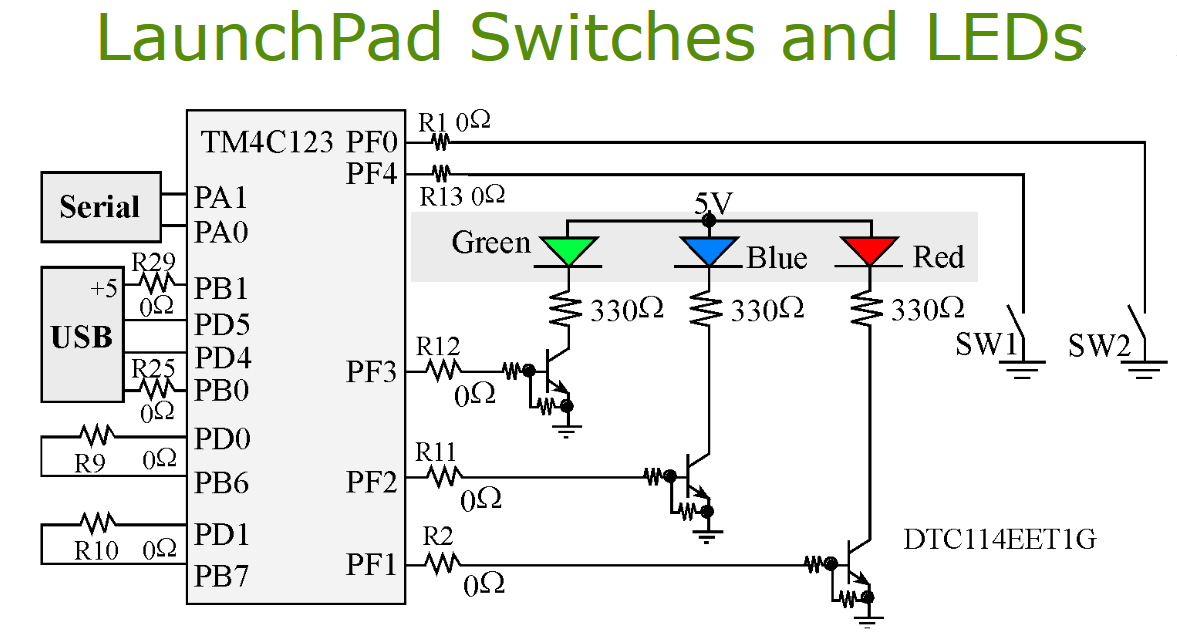 LaunchPad Switches and LEDs
R1 0Ω
TM4C123 PF0
PF4
R13 0Ω
Serial
PA1
PA0
5V
Green
Blue
Red
R29
+5
0Ω
PB1
330Ω
330Ω
330Ω
USB
PD5
PD4
R25
PB0
0Ω
SW1
SW2
R12
PF3
0Ω
PD0
R9
0Ω
PB6
R11
PF2
0Ω
PD1
R10
0Ω
PB7
R2
PF1
0Ω
DTC114EET1G